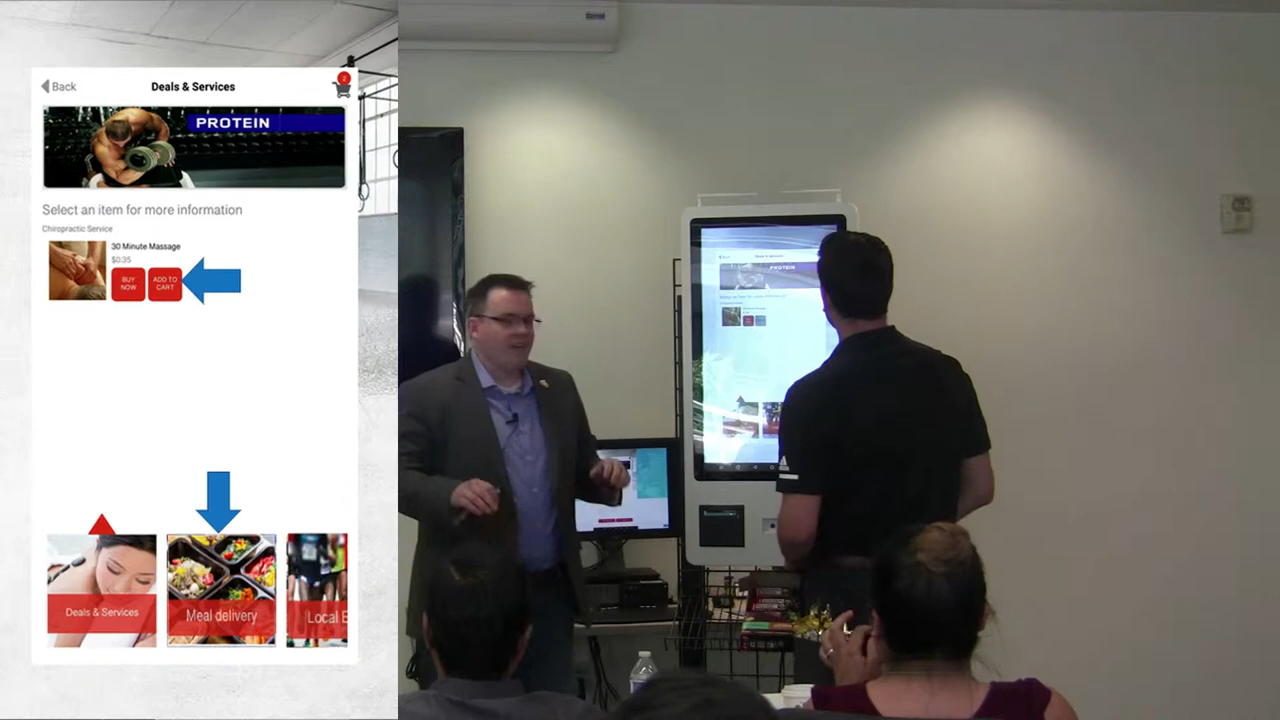 Back
Deals & Services
2
PROTEIN
Select an item for more information
Chiropractic Service
30 Minute Massage
$0.35
BUY NOW
ADD TO CART
Deals & Services
Meal delivery
Local E
PROTEIN